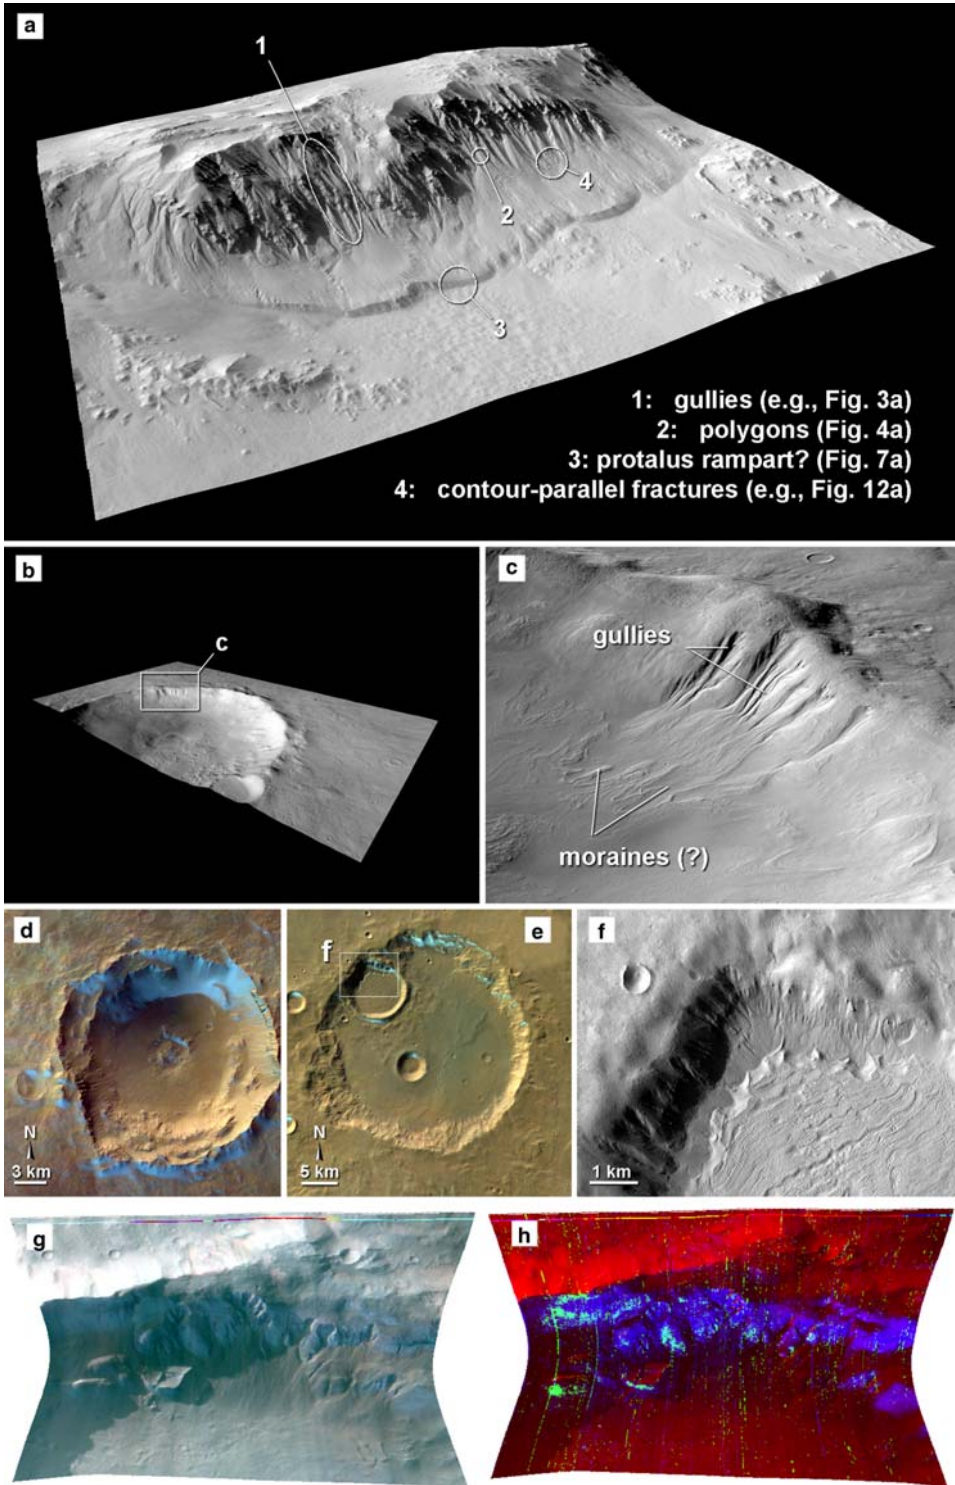 a
1
2
4
3
1: gullies (e.g., Fig. 3a)
2: polygons (Fig. 4a)
3: protalus rampart? (Fig. 7a)
4: contour-parallel fractures (e.g., Fig. 12a)
b
c
c
gullies
moraines (?)
d
N
3 km
e
f
N
5 km
f
1 km
g
h